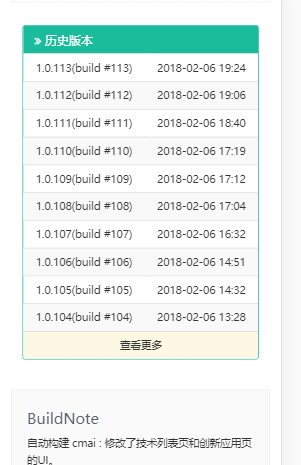 » 历史版本
1.0.113(build #113) 2018-02-06 19:24
1.0.112(build #112) 2018-02-06 19:06
1.0.111(build #111) 2018-02-06 18:40
1.0.110(build #110) 2018-02-06 17:19
1.0.109(build #109) 2018-02-06 17:12
1.0.108(build #108) 2018-02-06 17:04
1.0.107(build #107) 2018-02-06 16:32
1.0.106(build #106) 2018-02-06 14:51
1.0.105(build #105) 2018-02-06 14:32
1.0.104(build #104) 2018-02-06 13:28
查看更多
BuildNote
自动构建 cmai : 修改了技术列表页和创新应用页
的UI。